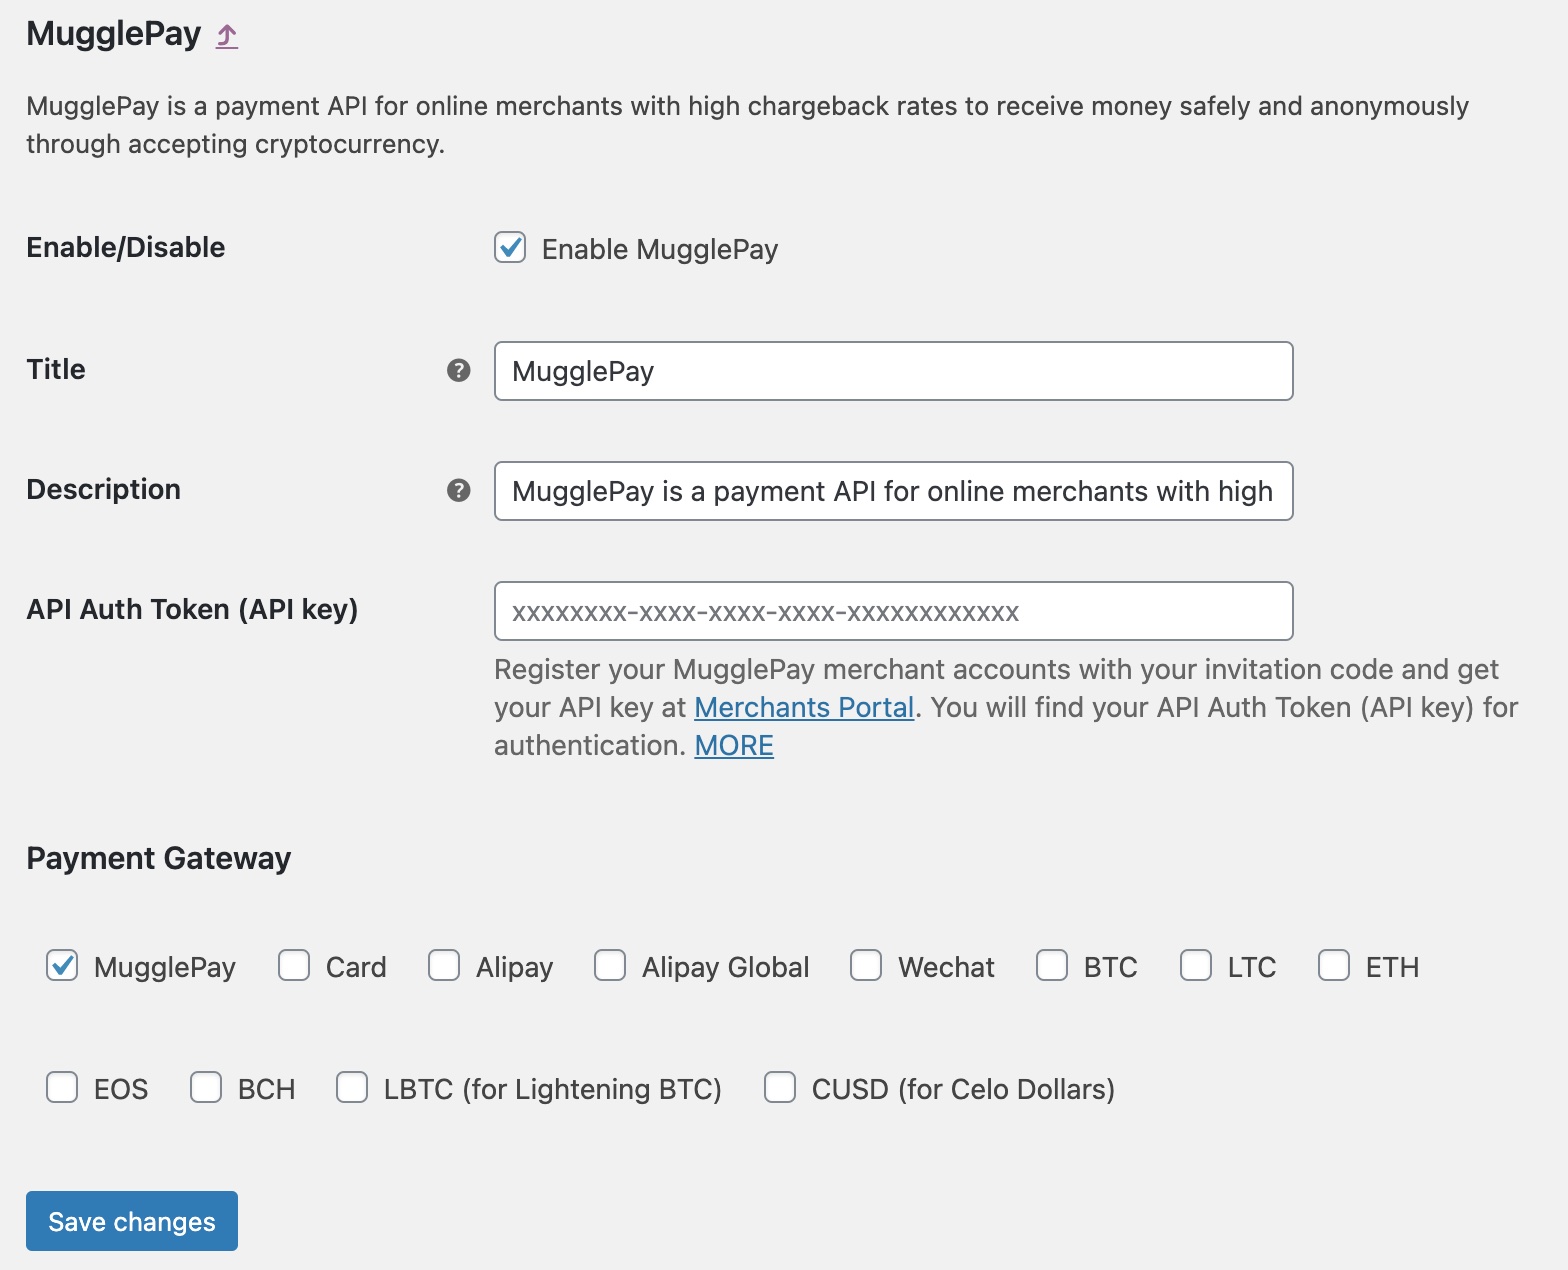 MugglePay ⤴
MugglePay is a payment API for online merchants with high chargeback rates to receive money safely and anonymously
through accepting cryptocurrency.
Enable/Disable
Enable MugglePay
Title
MugglePay
Description
MugglePay is a payment API for online merchants with high
API Auth Token (API key)
xxxxxxxx-xxxx-xxxx-xxxx-xxxxxxxxxxxx
Register your MugglePay merchant accounts with your invitation code and get
your API key at Merchants Portal. You will find your API Auth Token (API key) for
authentication. MORE
Payment Gateway
MugglePay Card Alipay Alipay Global Wechat BTC LTC ETH
EOS BCH LBTC (for Lightening BTC) CUSD (for Celo Dollars)
Save changes